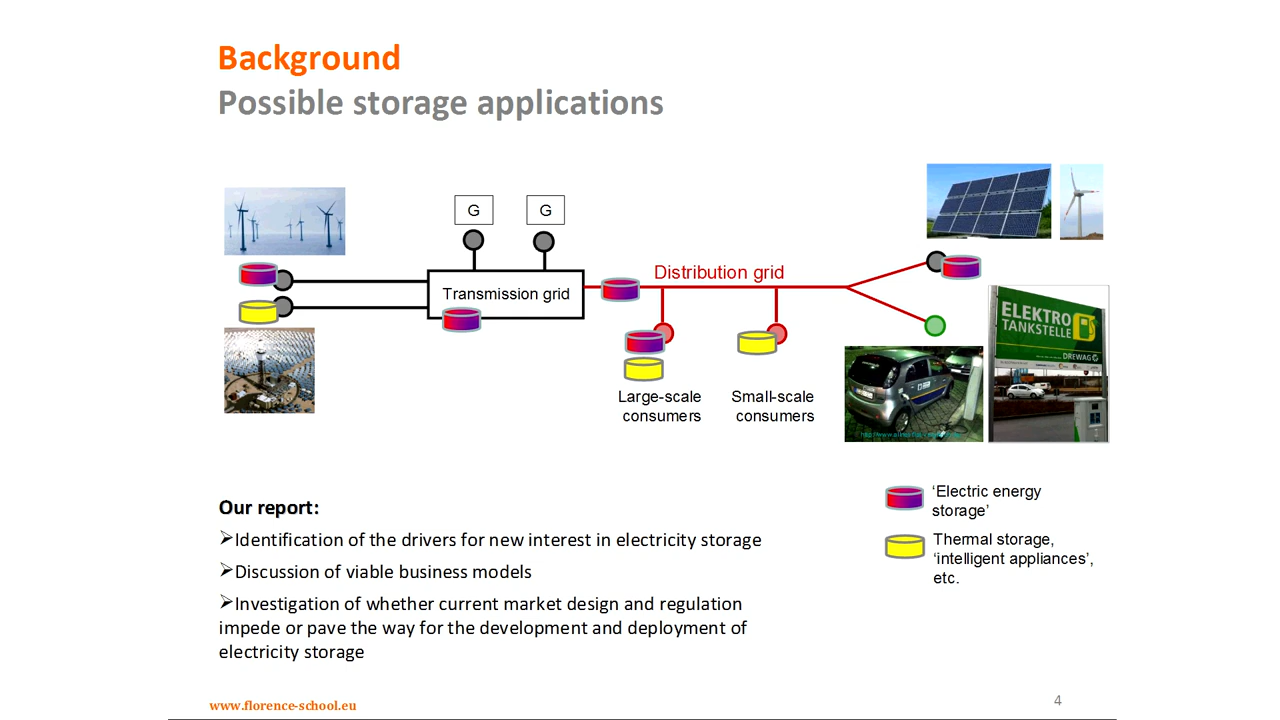 Background
Possible storage applications
G
G
Transmission grid
Distribution grid
Large-scale
consumers
Small-scale
consumers
ELEKTRO
TANKSTELLE
DREWAG
‘Electric energy
storage’
Thermal storage,
‘intelligent appliances’,
etc.
Our report:
➢Identification of the drivers for new interest in electricity storage
➢Discussion of viable business models
➢Investigation of whether current market design and regulation
impede or pave the way for the development and deployment of
electricity storage
www.florence-school.eu
4